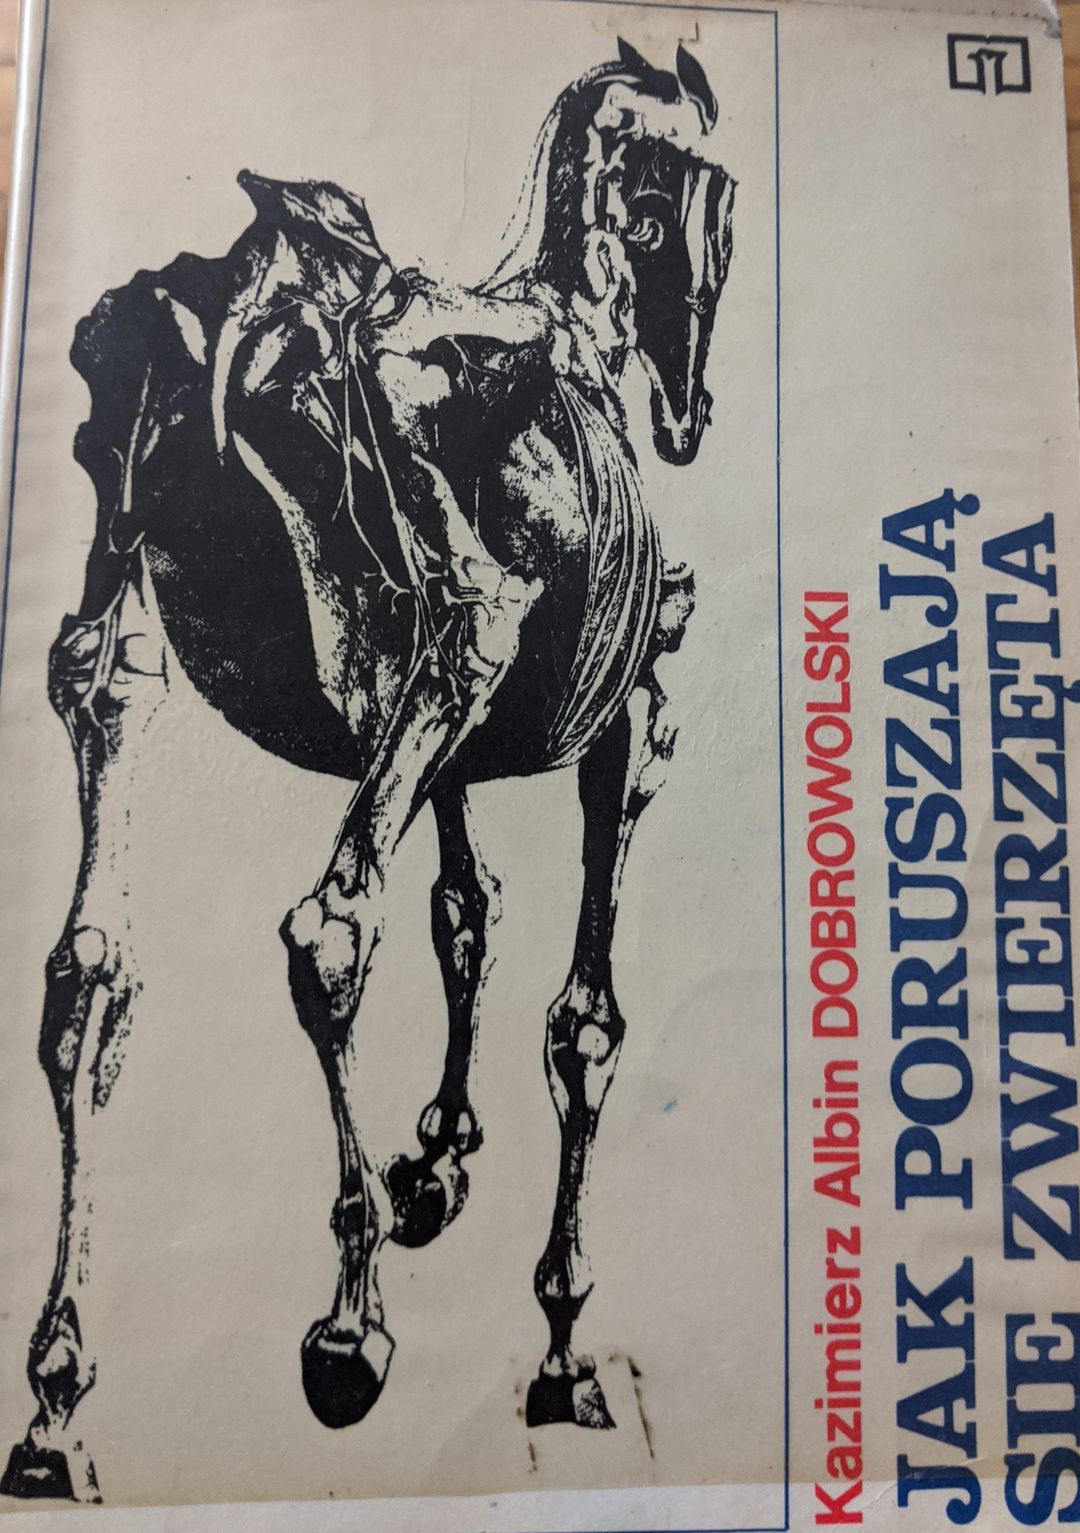 Kazimierz Albin DOBROWOLSKI
JAK PORUSZAJĄ
SIĘ ZWIERZĘTA